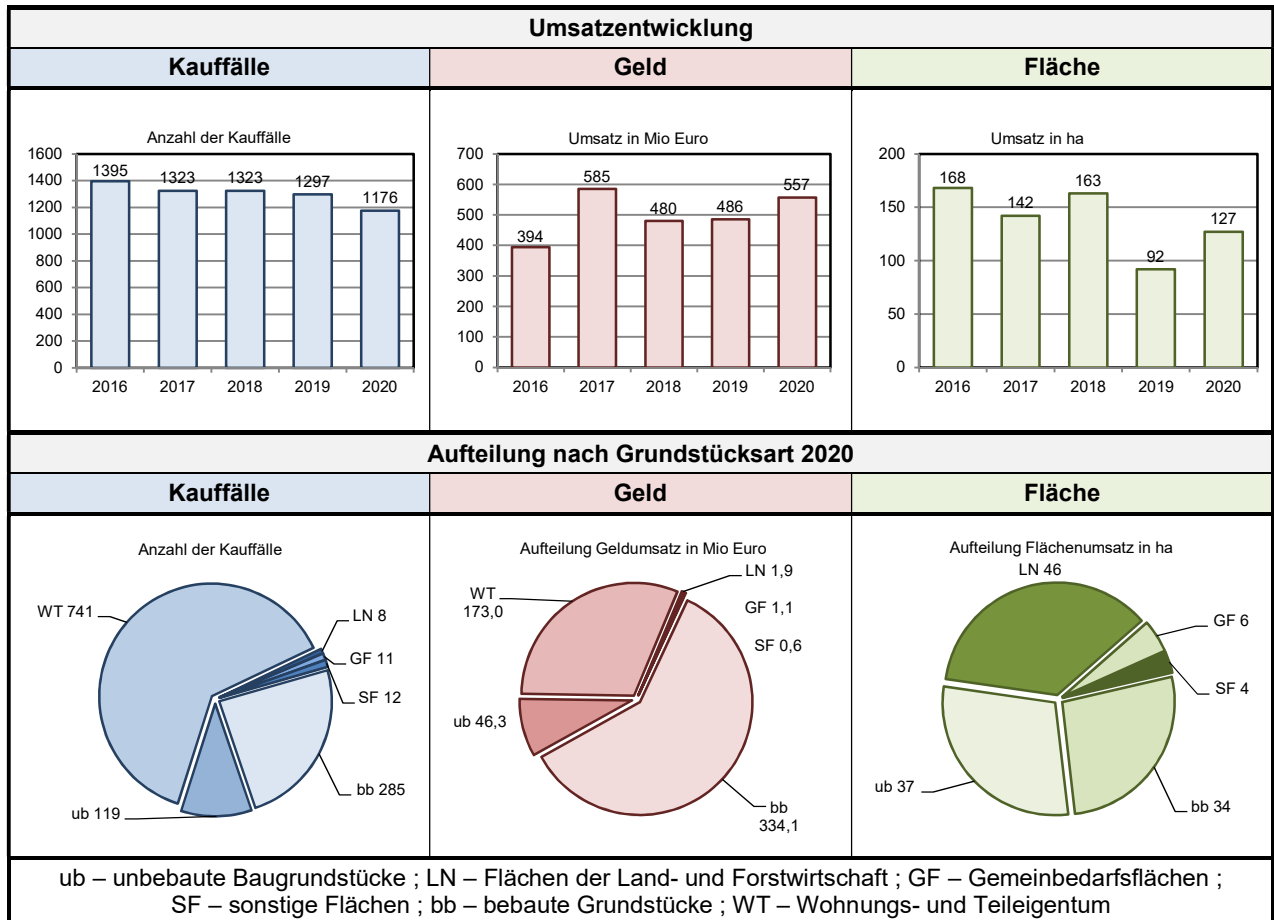 Umsatzentwicklung
Kauffälle
Geld
Fläche
Anzahl der Kauffälle
1600
1400
1200
1000
800
600
400
200
0
1395
1323
1323
1297
1176
2016 2017 2018 2019 2020
Umsatz in Mio Euro
700
600
500
400
300
200
100
0
394
585
480
486
557
2016 2017 2018 2019 2020
Umsatz in ha
200
150
100
50
0
168
142
163
92
127
2016 2017 2018 2019 2020
Aufteilung nach Grundstücksart 2020
Kauffälle
Geld
Fläche
Anzahl der Kauffälle
WT 741
LN 8
GF 11
SF 12
bb 285
ub 119
Aufteilung Geldumsatz in Mio Euro
WT
173,0
LN 1,9
GF 1,1
SF 0,6
ub 46,3
bb
334,1
Aufteilung Flächenumsatz in ha
LN 46
GF 6
SF 4
ub 37
bb 34
ub – unbebaute Baugrundstücke ; LN – Flächen der Land- und Forstwirtschaft ; GF – Gemeinbedarfsflächen ;
SF – sonstige Flächen ; bb – bebaute Grundstücke ; WT – Wohnungs- und Teileigentum